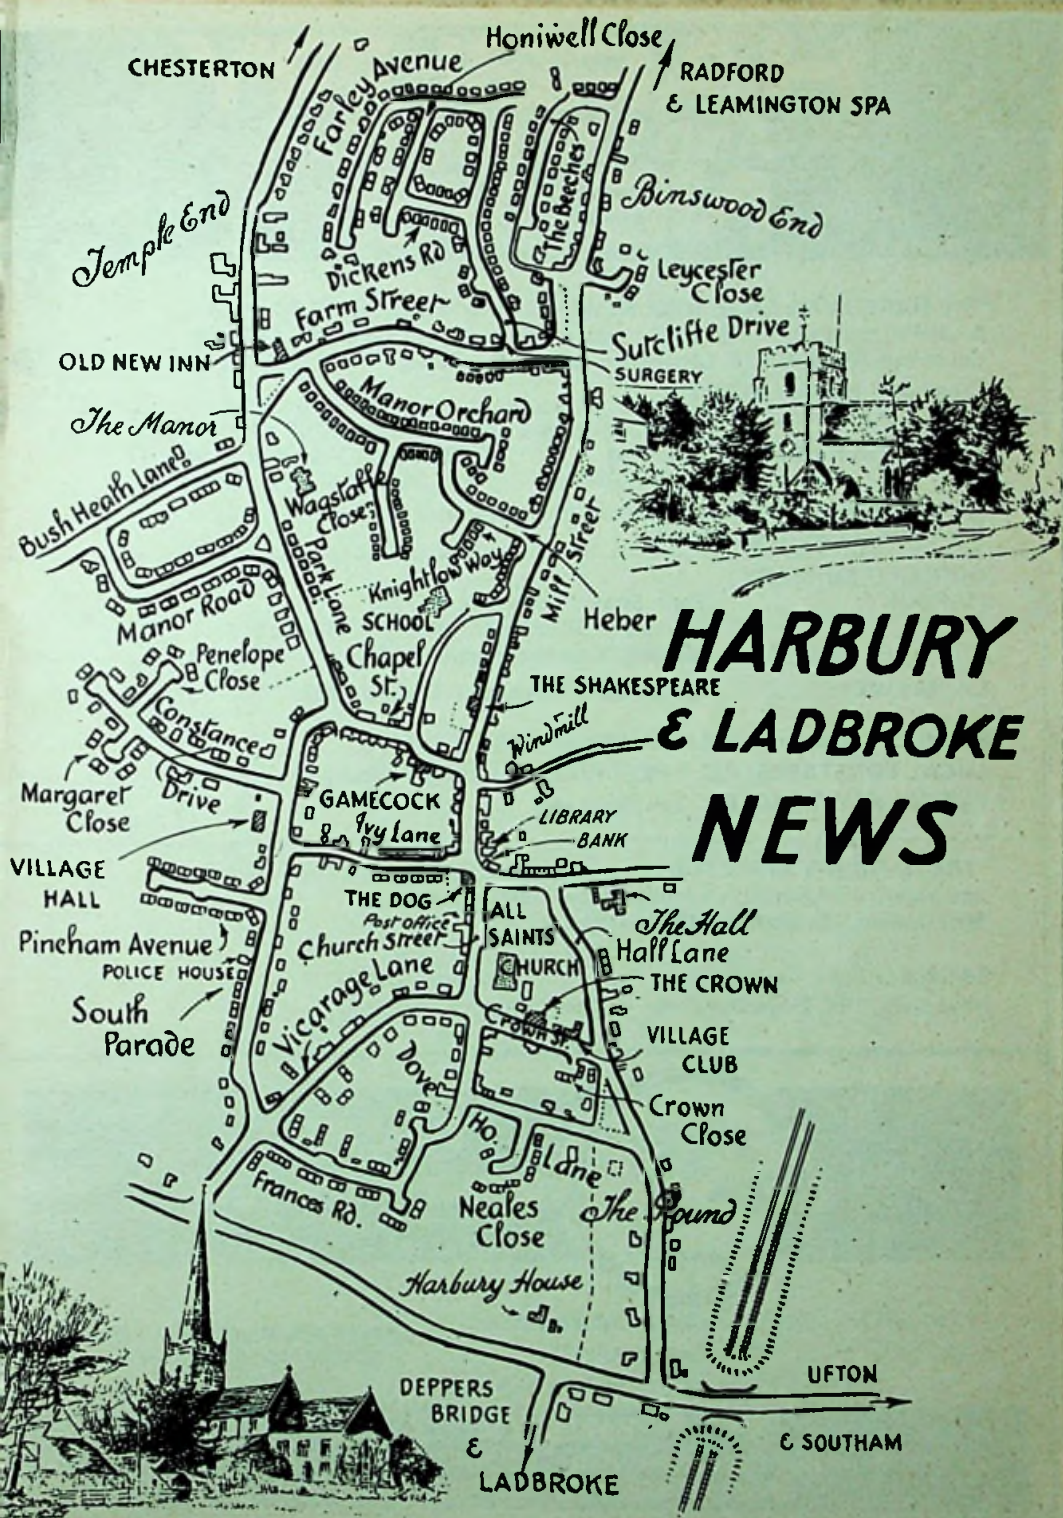 Honiwell Close
CHESTERTON
Farley Avenue
RADFORD
& LEAMINGTON SPA
Temple End
The Beeches
Binswood End
Dickens Rd
Leycester
Close
Farm Street
Sutcliffe Drive
OLD NEW INN
SURGERY
The Manor
Manor Orchard
Bush Heath Lane
Wagstaffe
Close
Park Lane
Knightlow Way
Mill Street
Manor Road
SCHOOL
Heber
HARBURY
& LADBROKE
NEWS
Penelope
Close
Chapel
St.
THE SHAKESPEARE
Constance
Drive
Windmill
Margaret
Close
GAMECOCK
Ivy Lane
LIBRARY
BANK
VILLAGE
HALL
THE DOG
Post office
ALL
SAINTS
CHURCH
The Hall
Hall Lane
Pineham Avenue
Church Street
POLICE HOUSE
THE CROWN
South
Parade
Vicarage Lane
Crown St.
VILLAGE
CLUB
Dove
Ho.
Lane
Crown
Close
Frances Rd.
Neales
Close
The Pound
Harbury House
DEPPERS
BRIDGE
&
LADBROKE
UFTON
& SOUTHAM